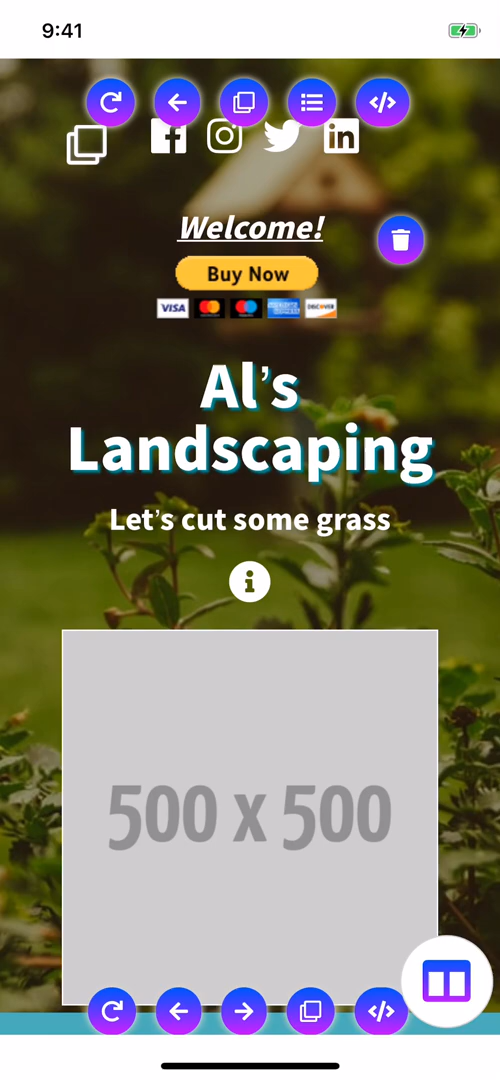 9:41
Welcome!
Buy Now
VISA
AMERICAN EXPRESS
DISCOVER
Al’s
Landscaping
Let’s cut some grass
500 x 500